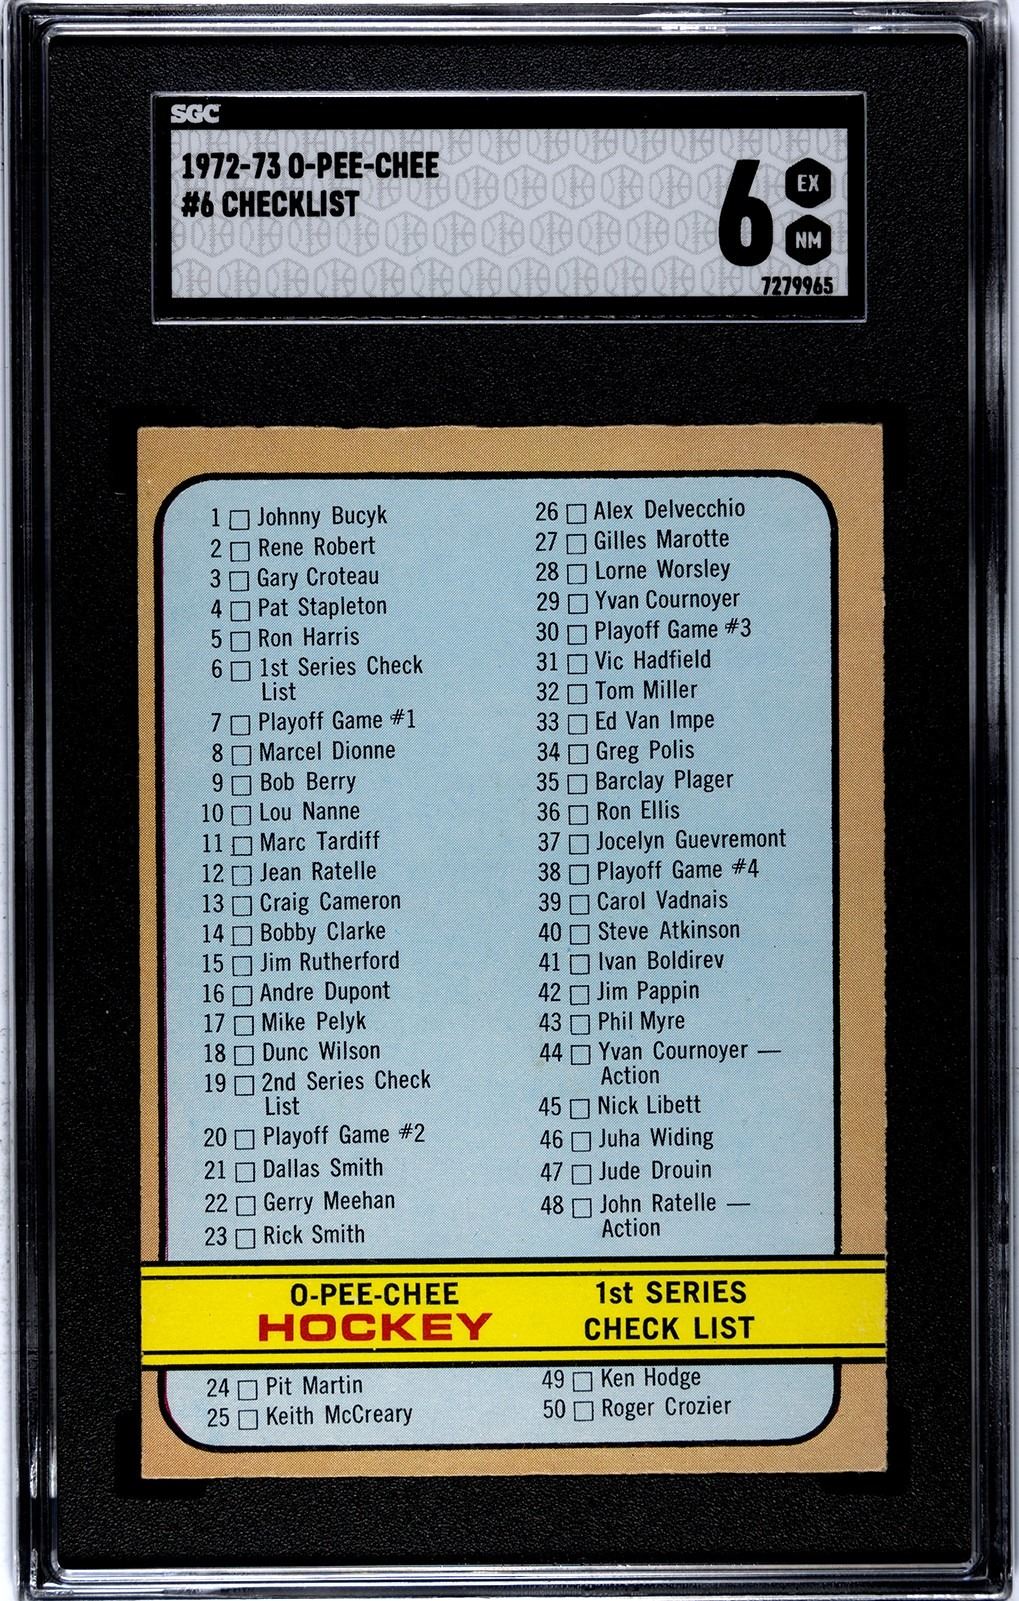 SGC
1972-73 O-PEE-CHEE
#6 CHECKLIST
6
EX
NM
7279965
1 Johnny Bucyk
2 Rene Robert
3 Gary Croteau
4 Pat Stapleton
5 Ron Harris
6 1st Series Check
List
7 Playoff Game #1
8 Marcel Dionne
9 Bob Berry
10 Lou Nanne
11 Marc Tardiff
12 Jean Ratelle
13 Craig Cameron
14 Bobby Clarke
15 Jim Rutherford
16 Andre Dupont
17 Mike Pelyk
18 Dunc Wilson
19 2nd Series Check
List
20 Playoff Game #2
21 Dallas Smith
22 Gerry Meehan
23 Rick Smith
26 Alex Delvecchio
27 Gilles Marotte
28 Lorne Worsley
29 Yvan Cournoyer
30 Playoff Game #3
31 Vic Hadfield
32 Tom Miller
33 Ed Van Impe
34 Greg Polis
35 Barclay Plager
36 Ron Ellis
37 Jocelyn Guevremont
38 Playoff Game #4
39 Carol Vadnais
40 Steve Atkinson
41 Ivan Boldirev
42 Jim Pappin
43 Phil Myre
44 Yvan Cournoyer —
Action
45 Nick Libett
46 Juha Widing
47 Jude Drouin
48 John Ratelle —
Action
O-PEE-CHEE
HOCKEY
1st SERIES
CHECK LIST
24 Pit Martin
25 Keith McCreary
49 Ken Hodge
50 Roger Crozier